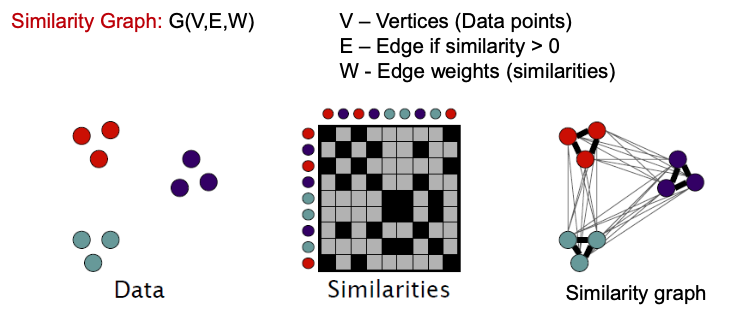 Similarity Graph: G(V,E,W)
V – Vertices (Data points)
E – Edge if similarity > 0
W - Edge weights (similarities)
Data
Similarities
Similarity graph